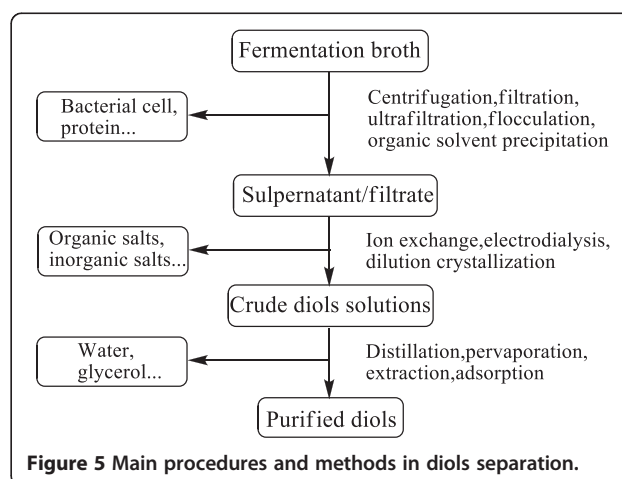 Fermentation broth
Bacterial cell,
protein...
Centrifugation,filtration,
ultrafiltration,flocculation,
organic solvent precipitation
Sulpernatant/filtrate
Organic salts,
inorganic salts...
Ion exchange,electrodialysis,
dilution crystallization
Crude diols solutions
Water,
glycerol...
Distillation,pervaporation,
extraction,adsorption
Purified diols
Figure 5 Main procedures and methods in diols separation.